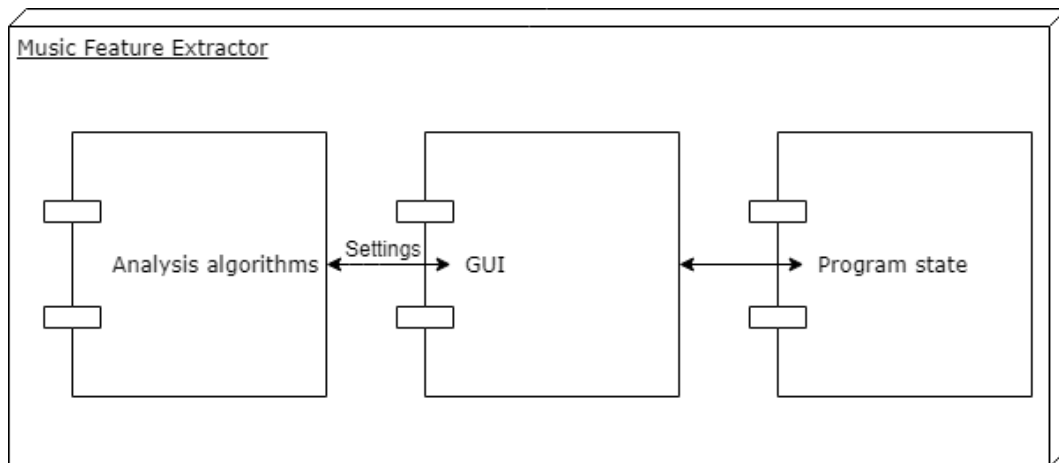 Music Feature Extractor
Analysis algorithms
Settings
GUI
Program state